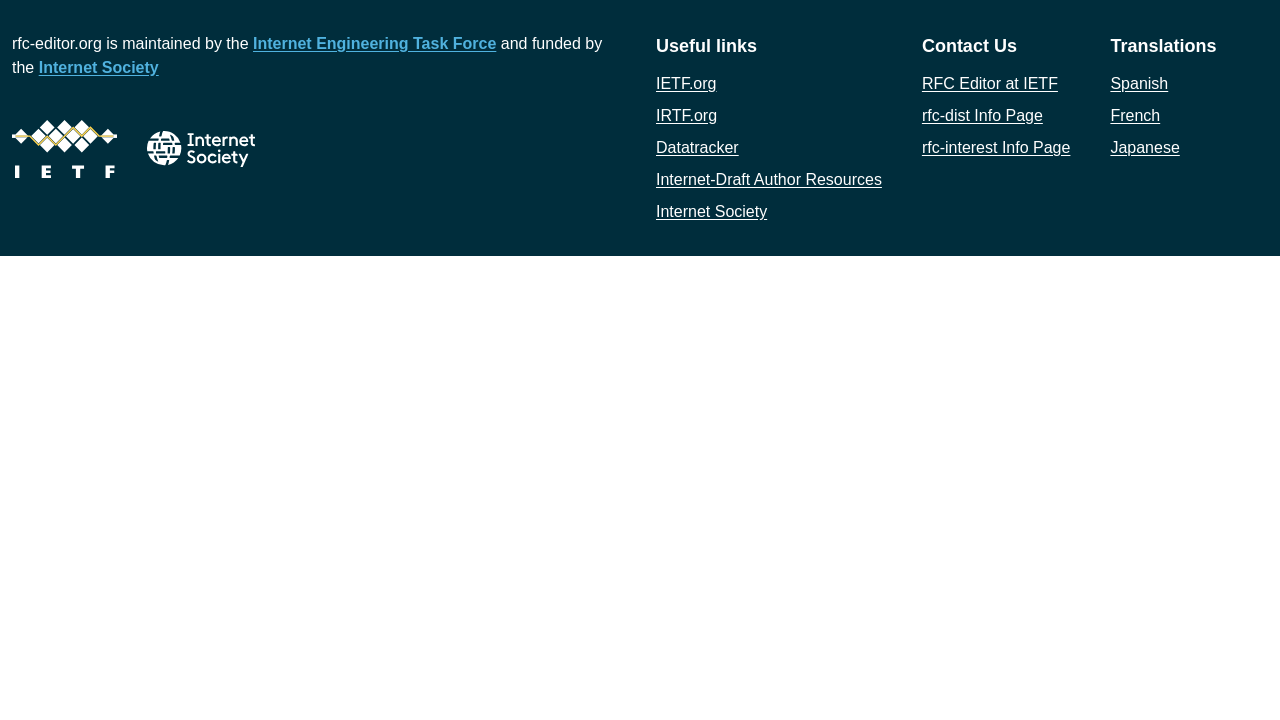 rfc-editor.org is maintained by the Internet Engineering Task Force and funded by
the Internet Society
I E T F
Internet
Society
Useful links
IETF.org
IRTF.org
Datatracker
Internet-Draft Author Resources
Internet Society
Contact Us
RFC Editor at IETF
rfc-dist Info Page
rfc-interest Info Page
Translations
Spanish
French
Japanese